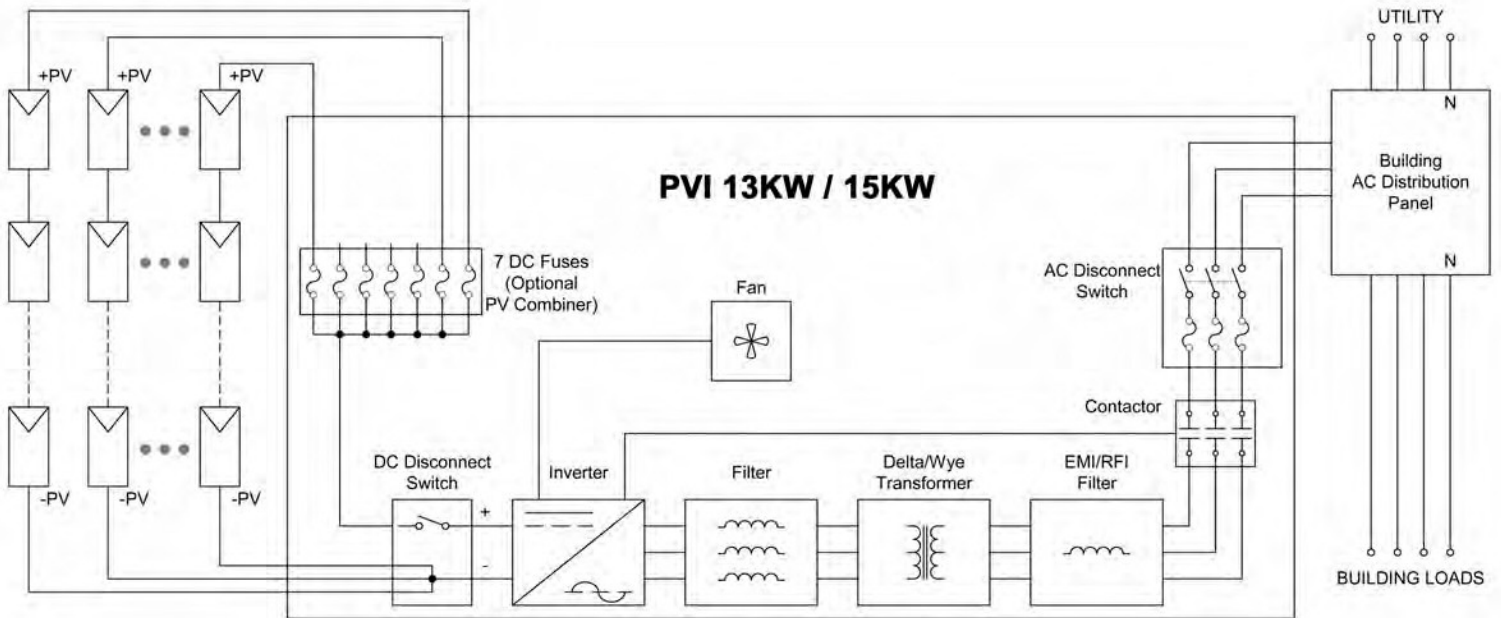 UTILITY
+PV
+PV
+PV
N
PVI 13KW / 15KW
Building
AC Distribution
Panel
7 DC Fuses
(Optional
PV Combiner)
AC Disconnect
Switch
N
Fan
Contactor
DC Disconnect
Switch
Inverter
Filter
Delta/Wye
Transformer
EMI/RFI
Filter
-PV
-PV
-PV
+
-
BUILDING LOADS